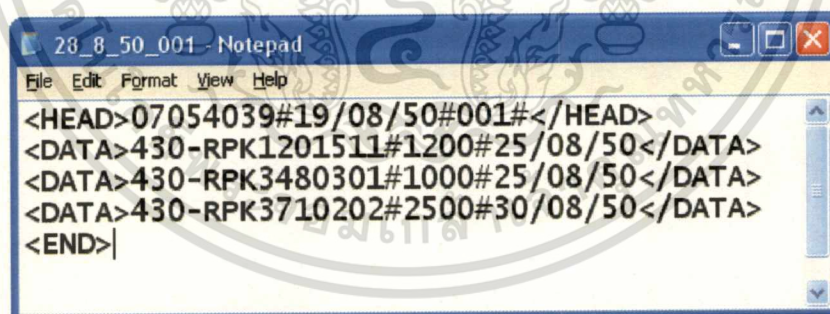 28_8_50_001 - Notepad
File Edit Format View Help
<HEAD>07054039#19/08/50#001#</HEAD>
<DATA>430-RPK1201511#1200#25/08/50</DATA>
<DATA>430-RPK3480301#1000#25/08/50</DATA>
<DATA>430-RPK3710202#2500#30/08/50</DATA>
<END>